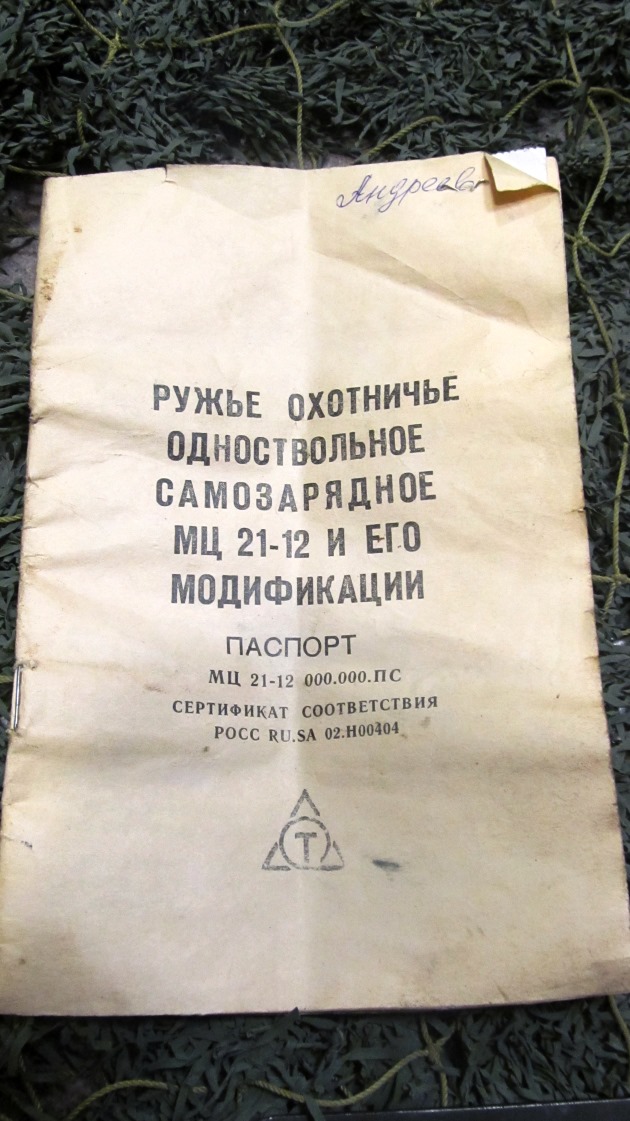 Андреев
РУЖЬЕ ОХОТНИЧЬЕ
ОДНОСТВОЛЬНОЕ
САМОЗАРЯДНОЕ
МЦ 21-12 И ЕГО
МОДИФИКАЦИИ
ПАСПОРТ
МЦ 21-12 000.000.ПС
СЕРТИФИКАТ СООТВЕТСТВИЯ
РОСС RU.SA 02.Н00404
Т